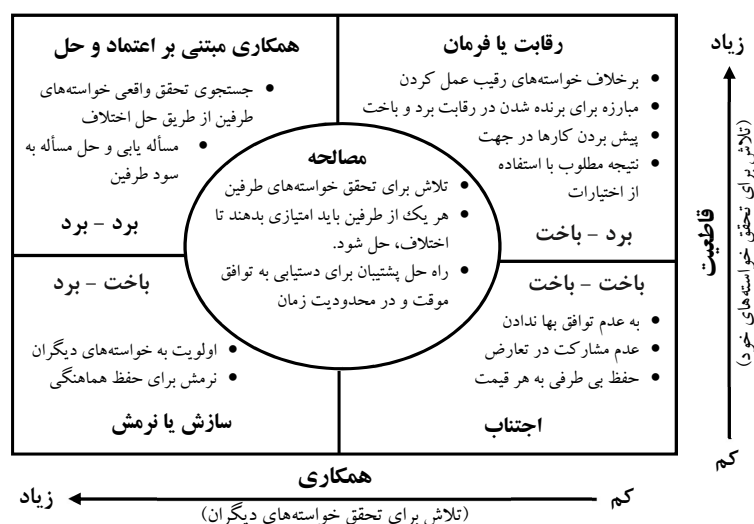 زیاد
رقابت یا فرمان
برخلاف خواسته‌های رقیب عمل کردن
مبارزه برای برنده شدن در رقابت برد و باخت
پیش بردن کارها در جهت
نتیجه مطلوب با استفاده
از اختیارات
برد – باخت
همکاری مبتنی بر اعتماد و حل
جستجوی تحقق واقعی خواسته‌های
طرفین از طریق حل اختلاف
مسأله یابی و حل مسأله به
سود طرفین
برد – برد
مصالحه
تلاش برای تحقق خواسته‌های طرفین
هر یک از طرفین باید امتیازی بدهند تا
اختلاف، حل شود.
راه حل پشتیبان برای دستیابی به توافق
موقت و در محدودیت زمان
باخت – باخت
به عدم توافق بها ندادن
عدم مشارکت در تعارض
حفظ بی طرفی به هر قیمت
اجتناب
باخت – برد
اولویت به خواسته‌های دیگران
نرمش برای حفظ هماهنگی
سازش یا نرمش
قاطعیت
(تلاش برای تحقق خواسته‌های خود)
کم
همکاری
کم
زیاد
(تلاش برای تحقق خواسته‌های دیگران)